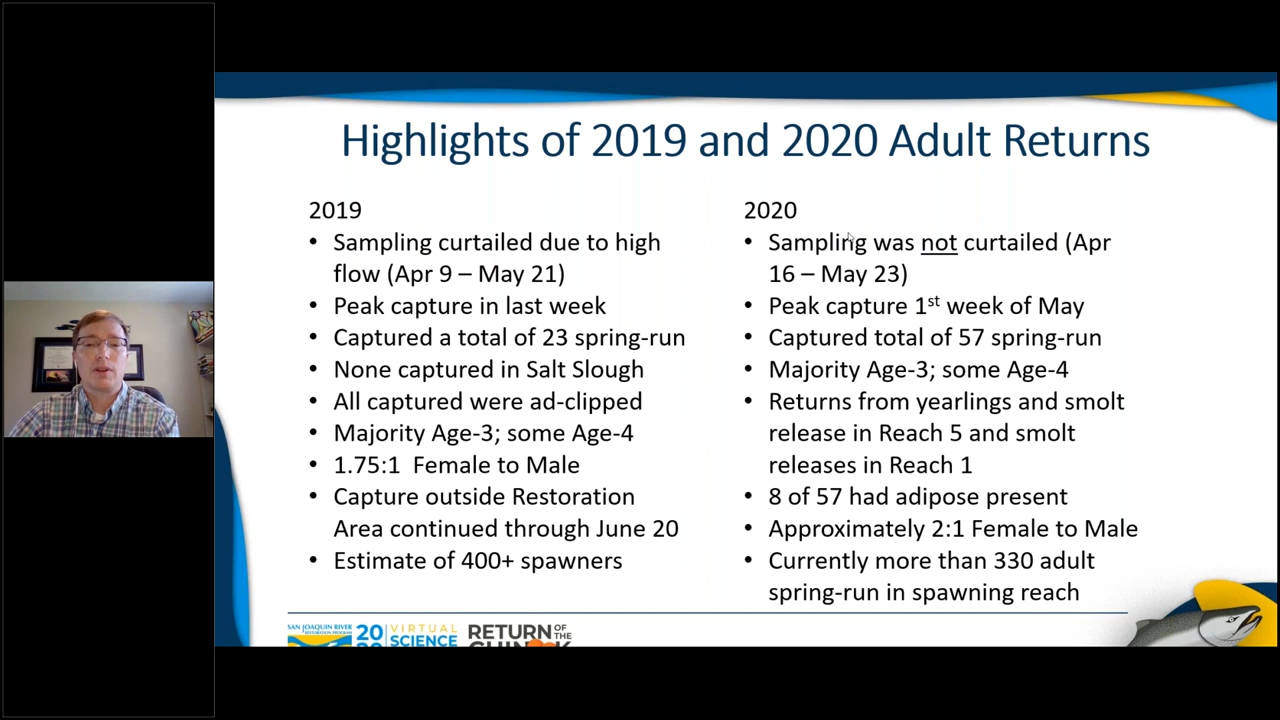 Highlights of 2019 and 2020 Adult Returns
2019
• Sampling curtailed due to high
flow (Apr 9 – May 21)
• Peak capture in last week
• Captured a total of 23 spring-run
• None captured in Salt Slough
• All captured were ad-clipped
• Majority Age-3; some Age-4
• 1.75:1 Female to Male
• Capture outside Restoration
Area continued through June 20
• Estimate of 400+ spawners
2020
• Sampling was not curtailed (Apr
16 – May 23)
• Peak capture 1st week of May
• Captured total of 57 spring-run
• Majority Age-3; some Age-4
• Returns from yearlings and smolt
release in Reach 5 and smolt
releases in Reach 1
• 8 of 57 had adipose present
• Approximately 2:1 Female to Male
• Currently more than 330 adult
spring-run in spawning reach
SAN JOAQUIN RIVER
RESTORATION PROGRAM
20
VIRTUAL
SCIENCE
RETURN OF THE